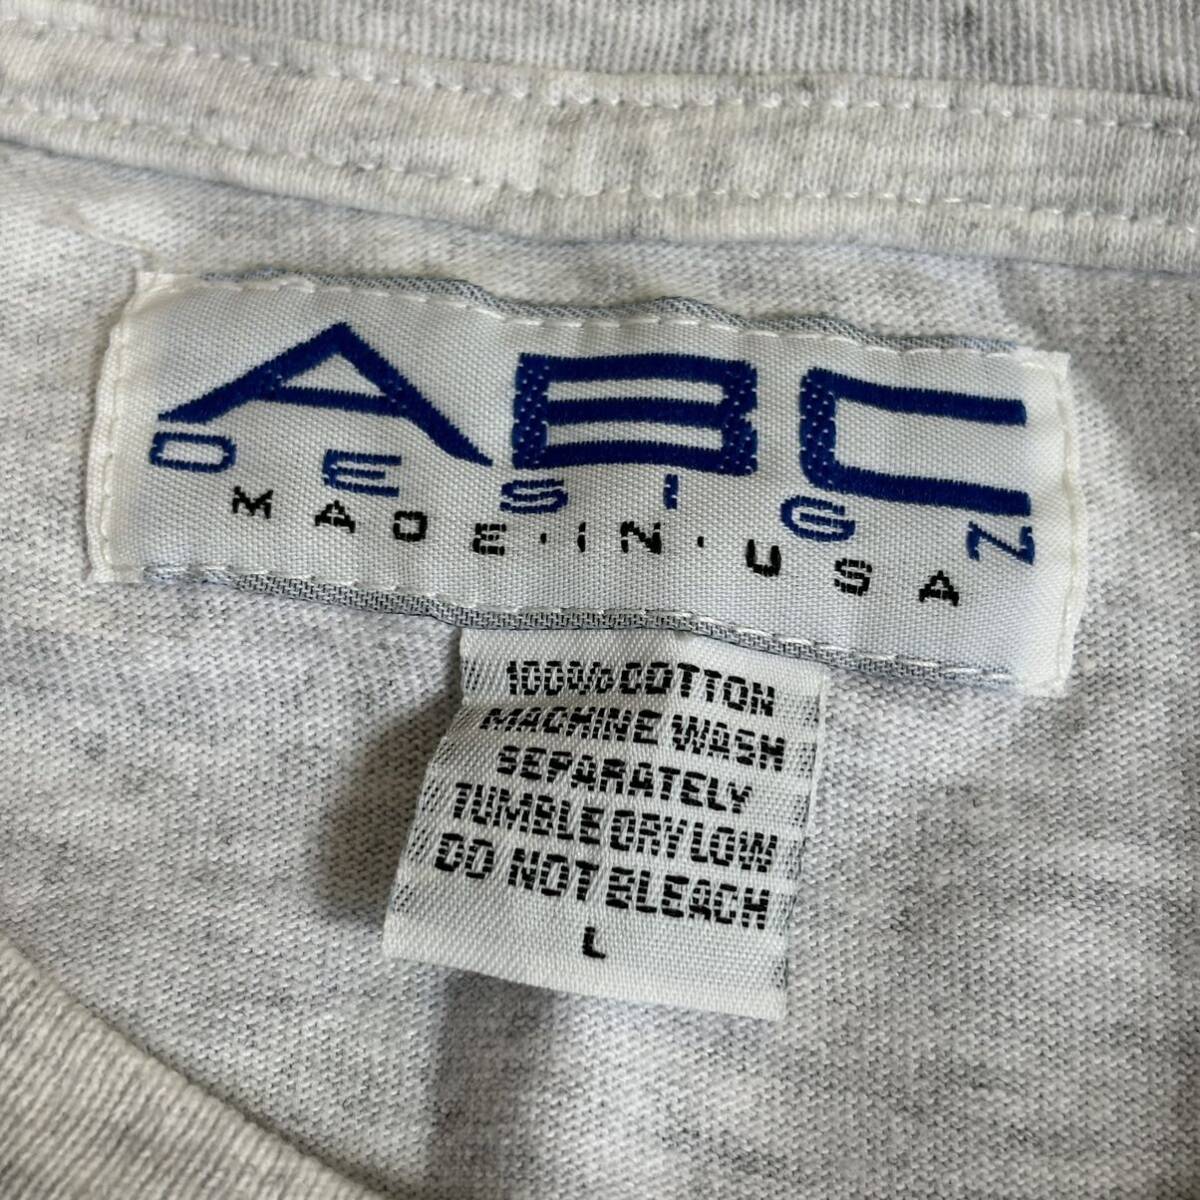 ABC
DESIGN
MADE·IN·USA
100% COTTON
MACHINE WASH
SEPARATELY
TUMBLE DRY LOW
DO NOT BLEACH
L